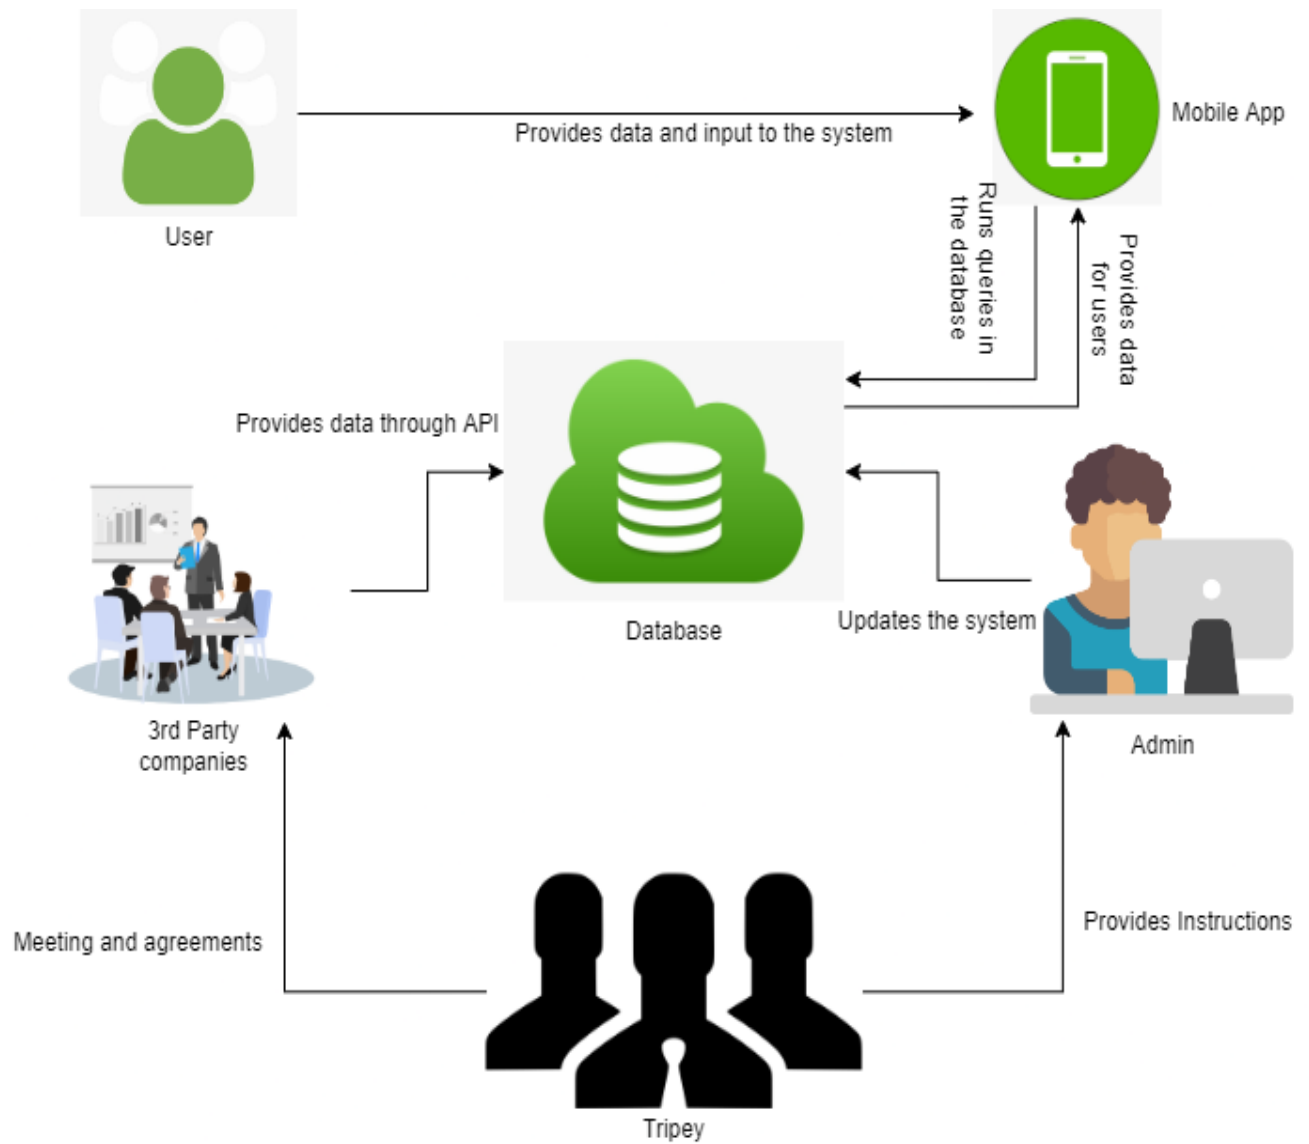 Provides data and input to the system
Mobile App
User
Runs queries in
the database
Provides data
for users
Provides data through API
Database
Updates the system
3rd Party
companies
Admin
Meeting and agreements
Provides Instructions
Tripey